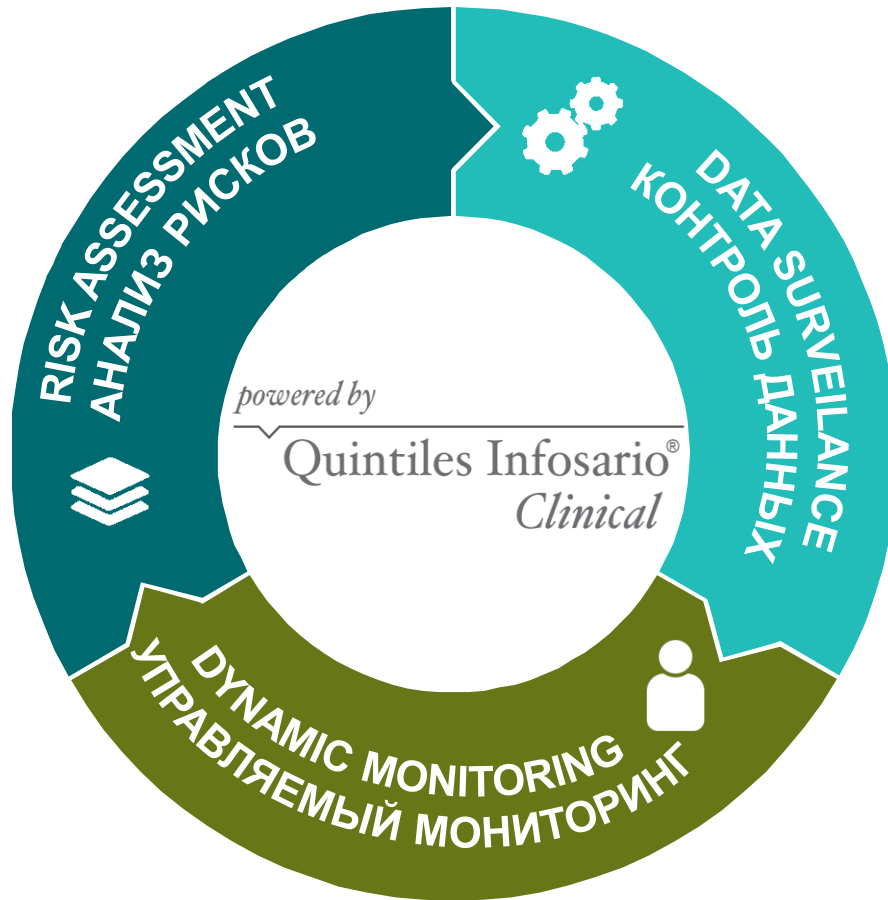 RISK ASSESSMENT
АНАЛИЗ РИСКОВ
DATA SURVEILANCE
КОНТРОЛЬ ДАННЫХ
powered by
Quintiles Infosario®
Clinical
DYNAMIC MONITORING
УПРАВЛЯЕМЫЙ МОНИТОРИНГ